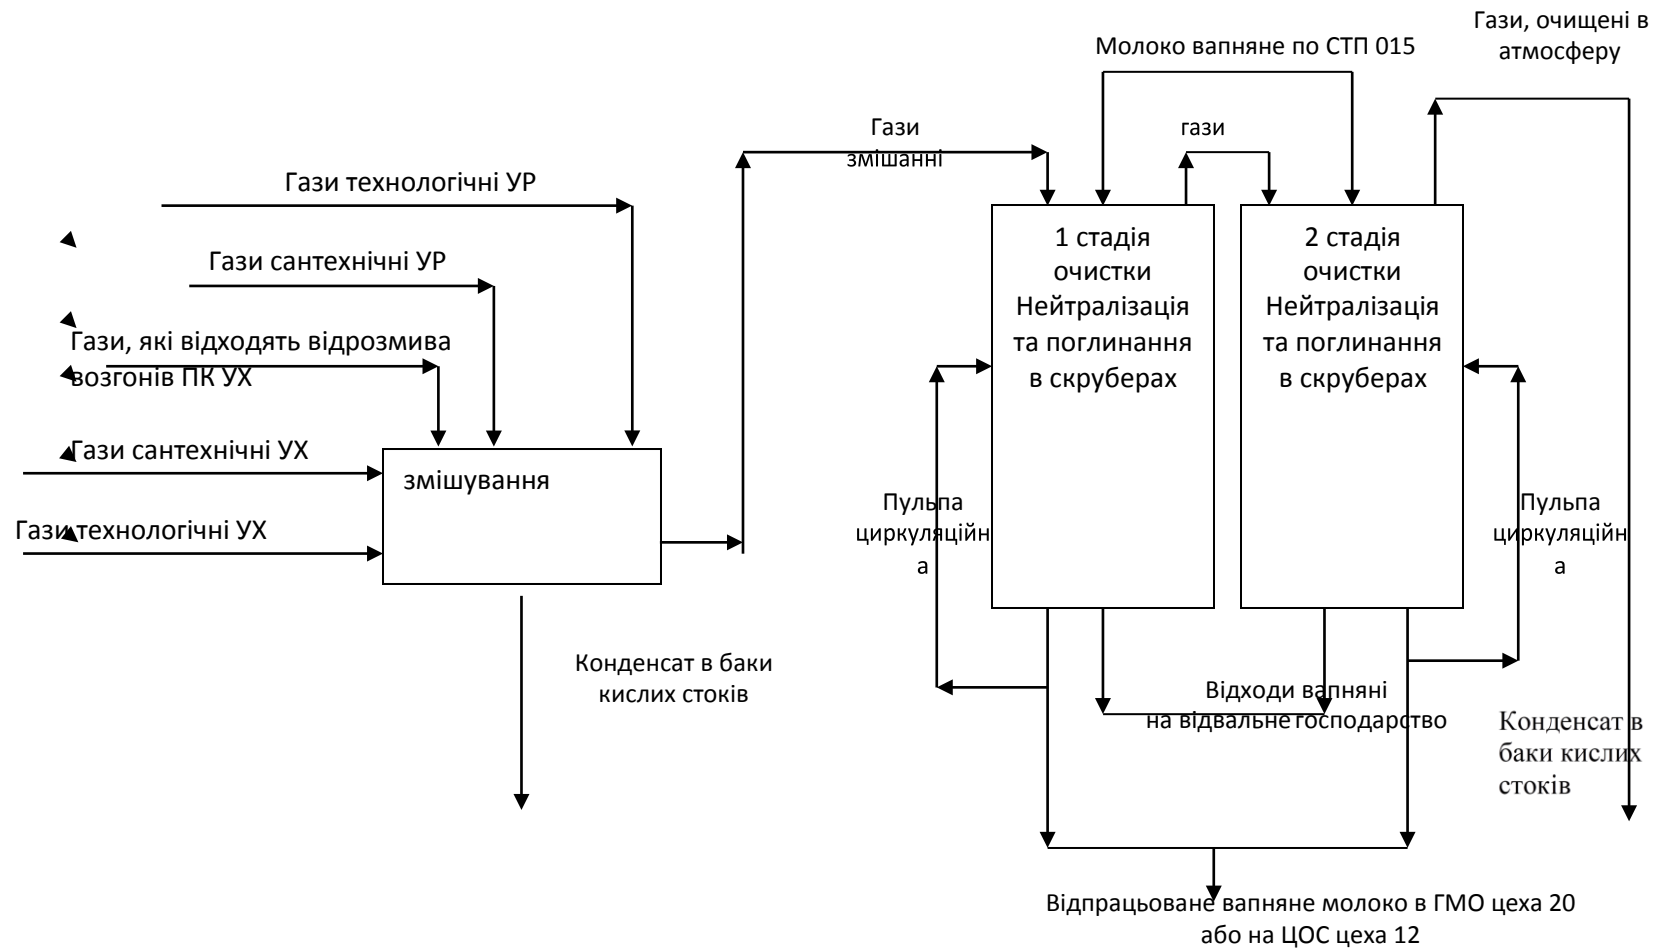 Гази, очищені в
атмосферу
Молоко вапняне по СТП 015
Гази
змішанні
гази
Гази технологічні УР
Гази сантехнічні УР
Гази, які відходять відрозмива
возгонів ПК УХ
Гази сантехнічні УХ
Гази технологічні УХ
змішування
1 стадія
очистки
Нейтралізація
та поглинання
в скруберах
2 стадія
очистки
Нейтралізація
та поглинання
в скруберах
Пульпа
циркуляційн
а
Пульпа
циркуляційн
а
Конденсат в баки
кислих стоків
Відходи вапняні
на відвальне господарство
Конденсат в
баки кислих
стоків
Відпрацьоване вапняне молоко в ГМО цеха 20
або на ЦОС цеха 12